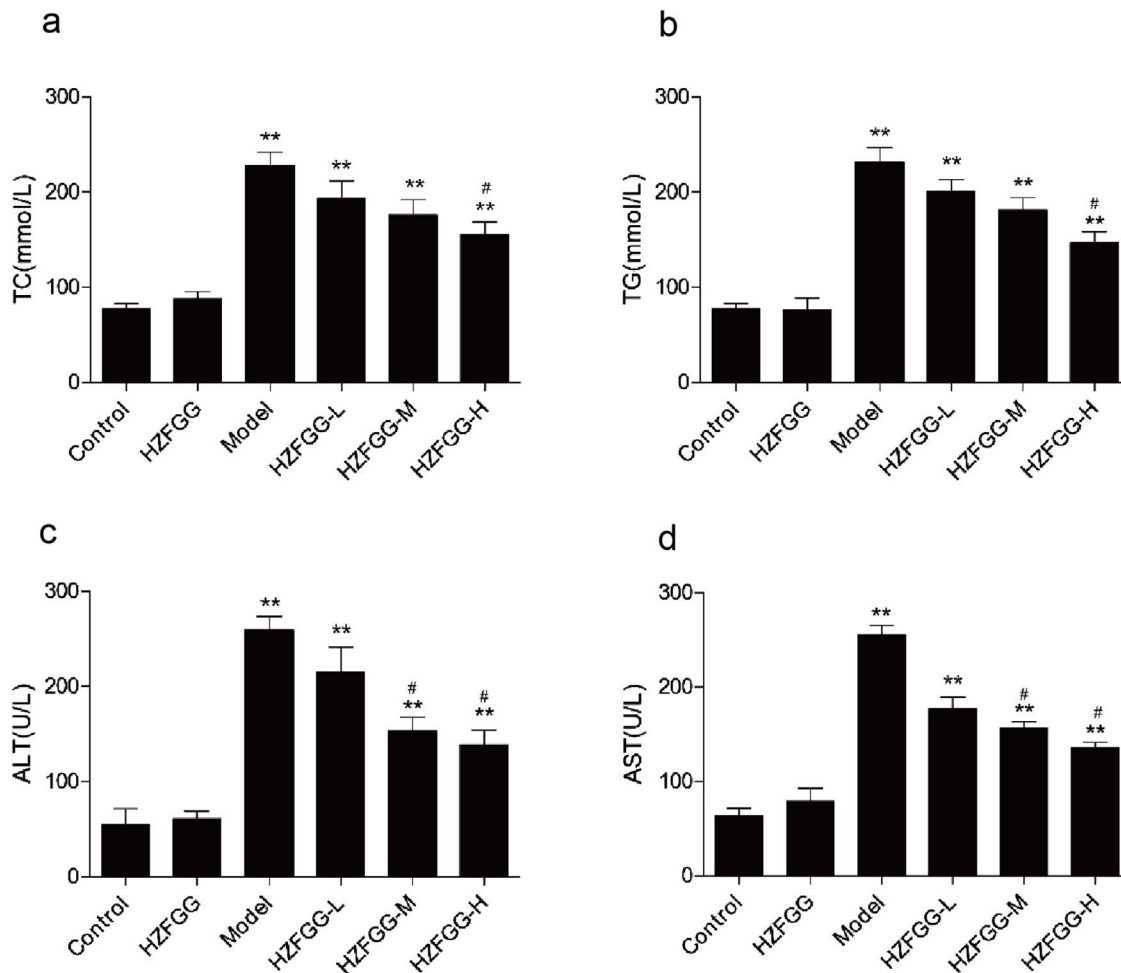 a
TC(mmol/L)
300
200
100
0
**
**
**
#
**
Control
HZFGG
Model
HZFGG-L
HZFGG-M
HZFGG-H
b
TG(mmol/L)
300
200
100
0
**
**
**
#
**
Control
HZFGG
Model
HZFGG-L
HZFGG-M
HZFGG-H
c
ALT(U/L)
300
200
100
0
**
**
#
**
#
**
Control
HZFGG
Model
HZFGG-L
HZFGG-M
HZFGG-H
d
AST(U/L)
300
200
100
0
**
**
#
**
#
**
Control
HZFGG
Model
HZFGG-L
HZFGG-M
HZFGG-H